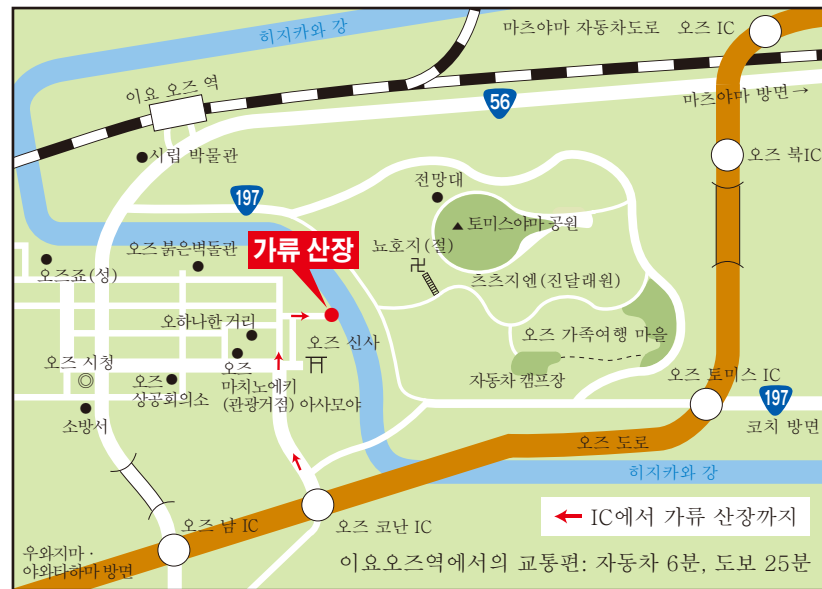 히지카와 강
마츠야마 자동차도로
오즈 IC
이요 오즈 역
56
마츠야마 방면→
시립 박물관
오즈 북IC
197
전망대
토미스야마 공원
오즈 붉은벽돌관
가류 산장
뇨호지(절)
오즈죠(성)
츠츠지엔(진달래원)
오하나한 거리
오즈 신사
오즈 가족여행 마을
오즈 시청
오즈
상공회의소
오즈
마치노에키
(관광거점) 아사모야
자동차 캠프장
오즈 토미스 IC
소방서
197
코치 방면
오즈 도로
히지카와 강
오즈 남 IC
오즈 코난 IC
← IC에서 가류 산장까지
우와지마·
야와타하마 방면
이요오즈역에서의 교통편: 자동차 6분, 도보 25분